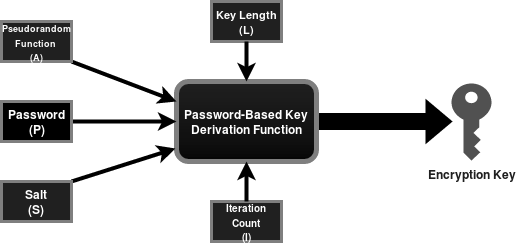 Pseudorandom
Function
(A)
Key Length
(L)
Password
(P)
Password-Based Key
Derivation Function
Encryption Key
Salt
(S)
Iteration
Count
(I)